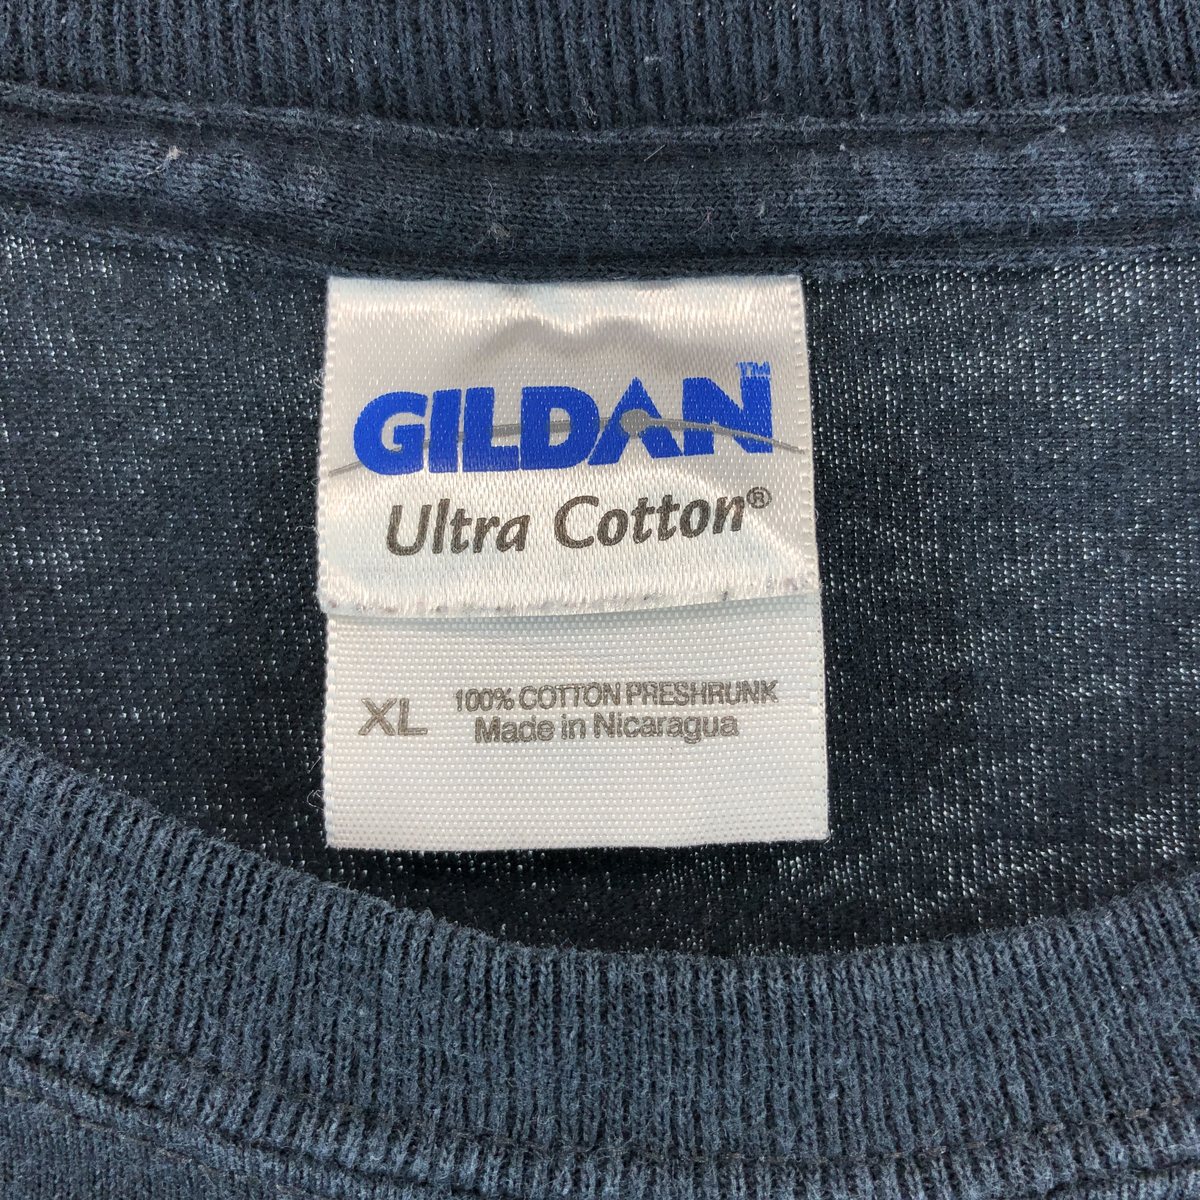 GILDAN™
Ultra Cotton®
XL 100% COTTON PRESHRUNK
Made in Nicaragua